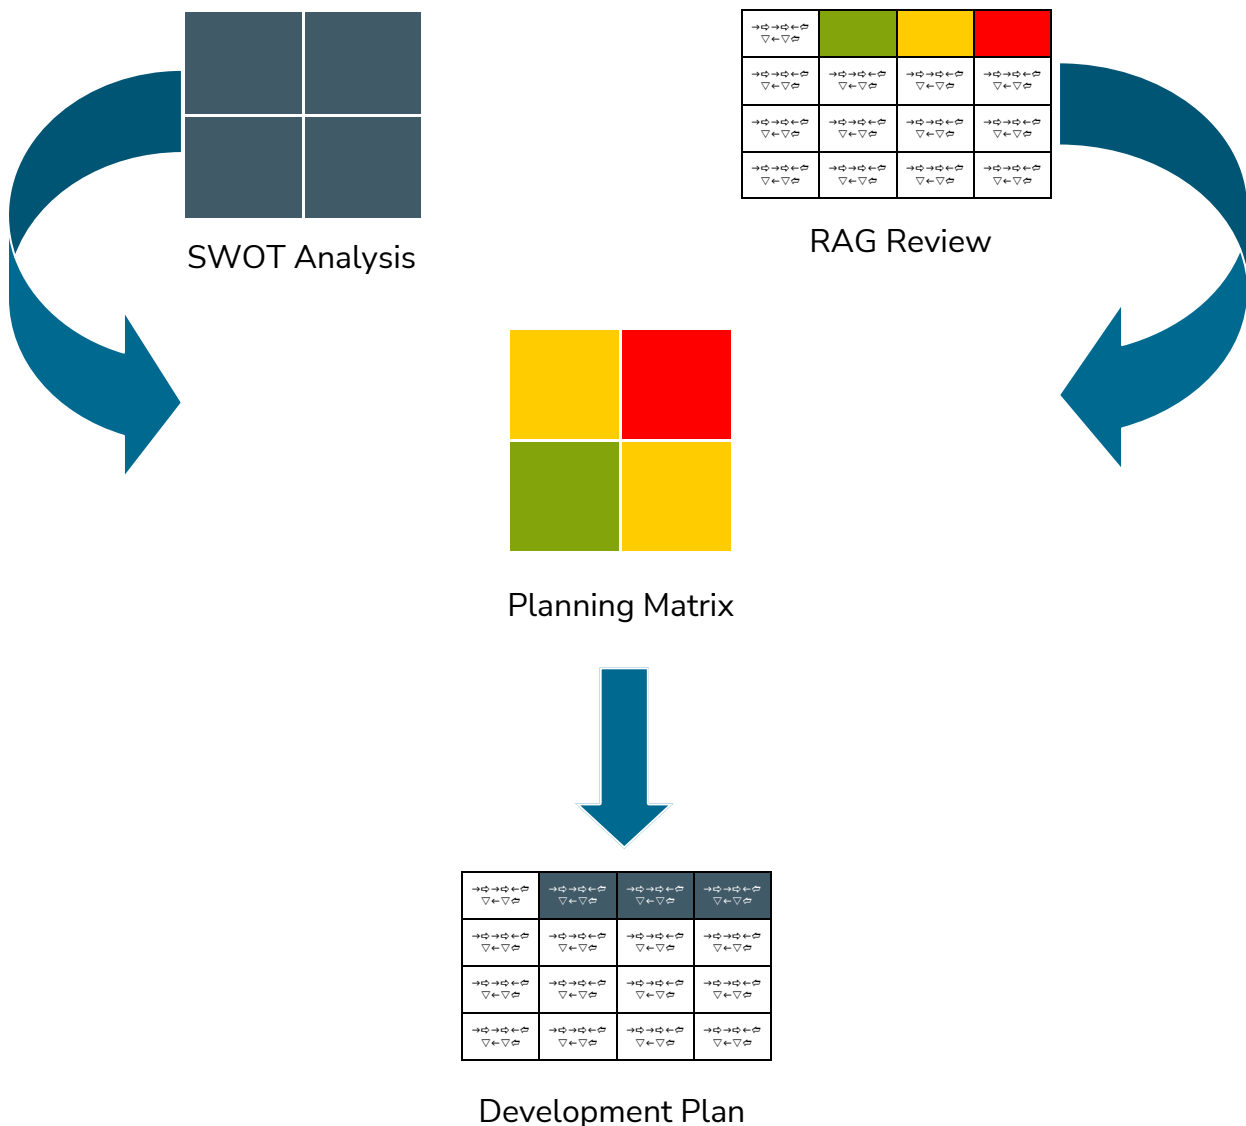 SWOT Analysis
RAG Review
Planning Matrix
Development Plan